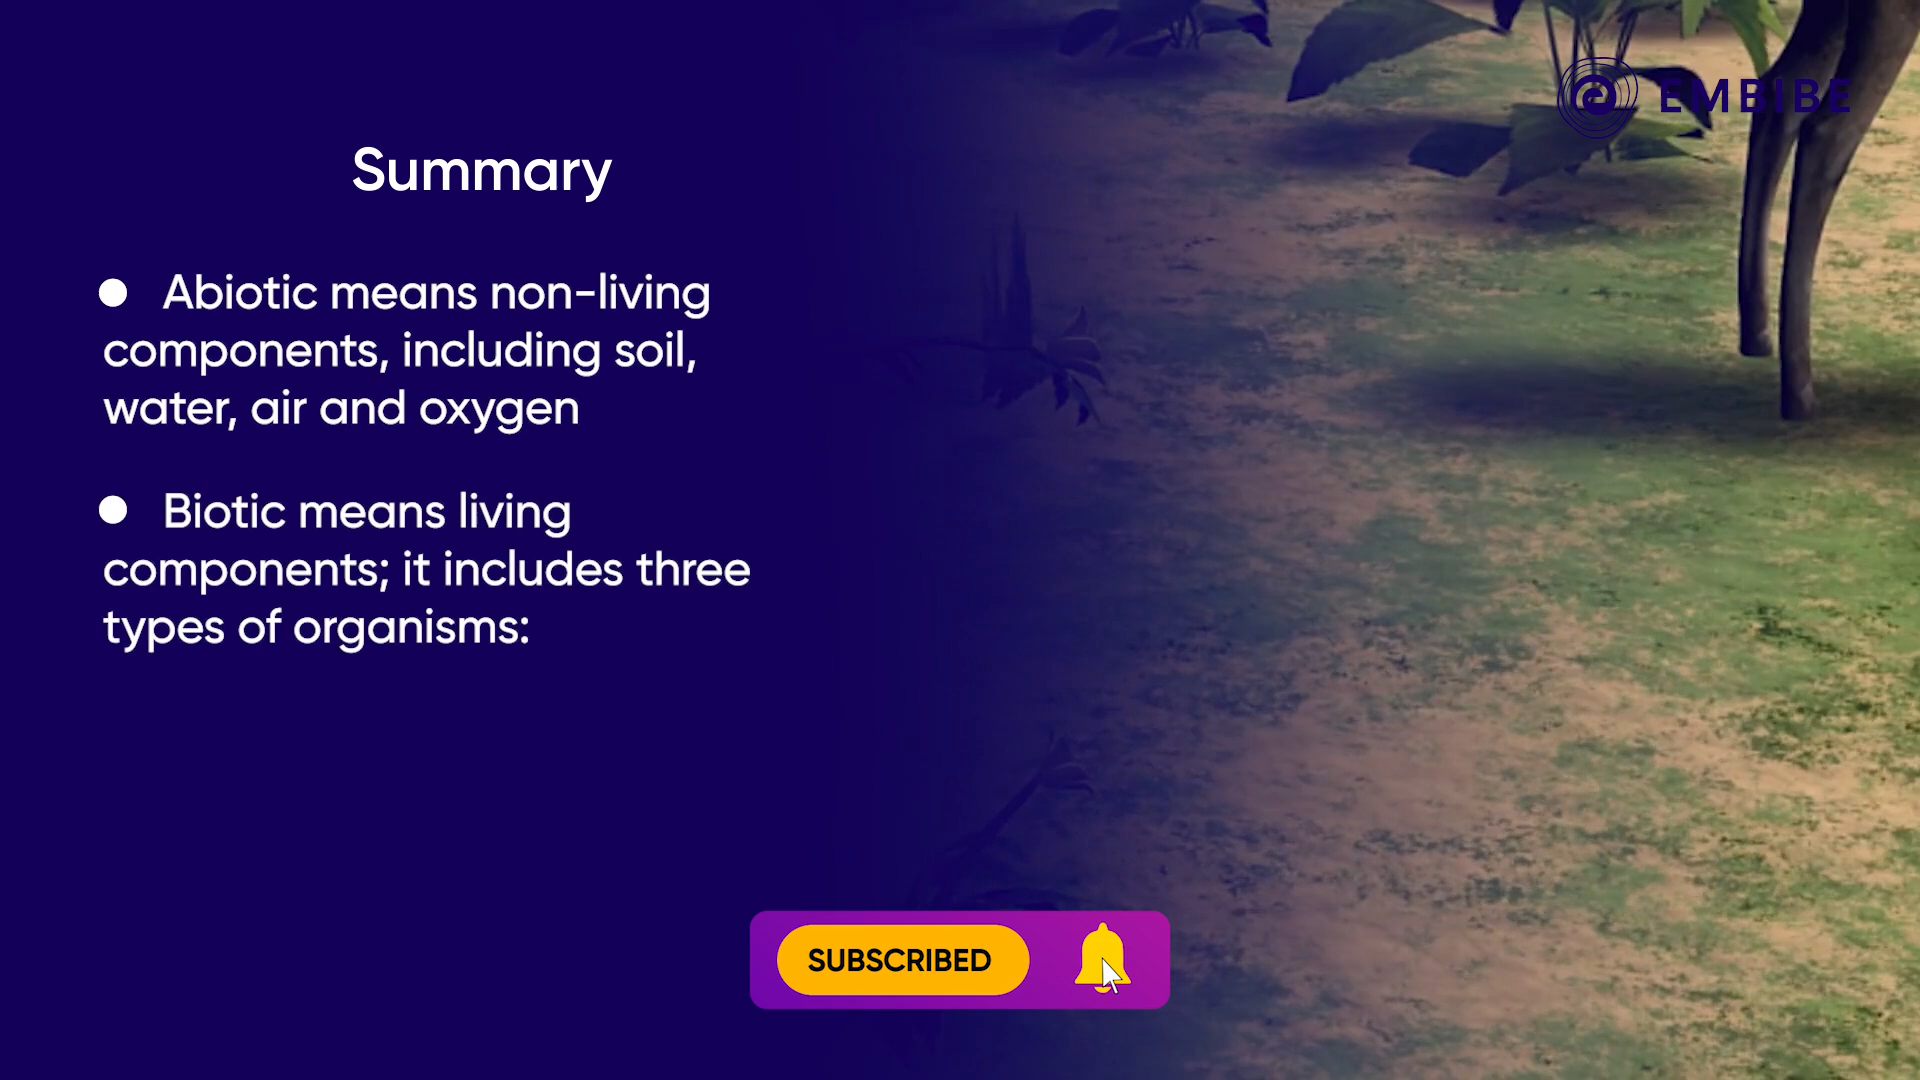 EMBIBE
Summary
● Abiotic means non-living
components, including soil,
water, air and oxygen
● Biotic means living
components; it includes three
types of organisms:
SUBSCRIBED